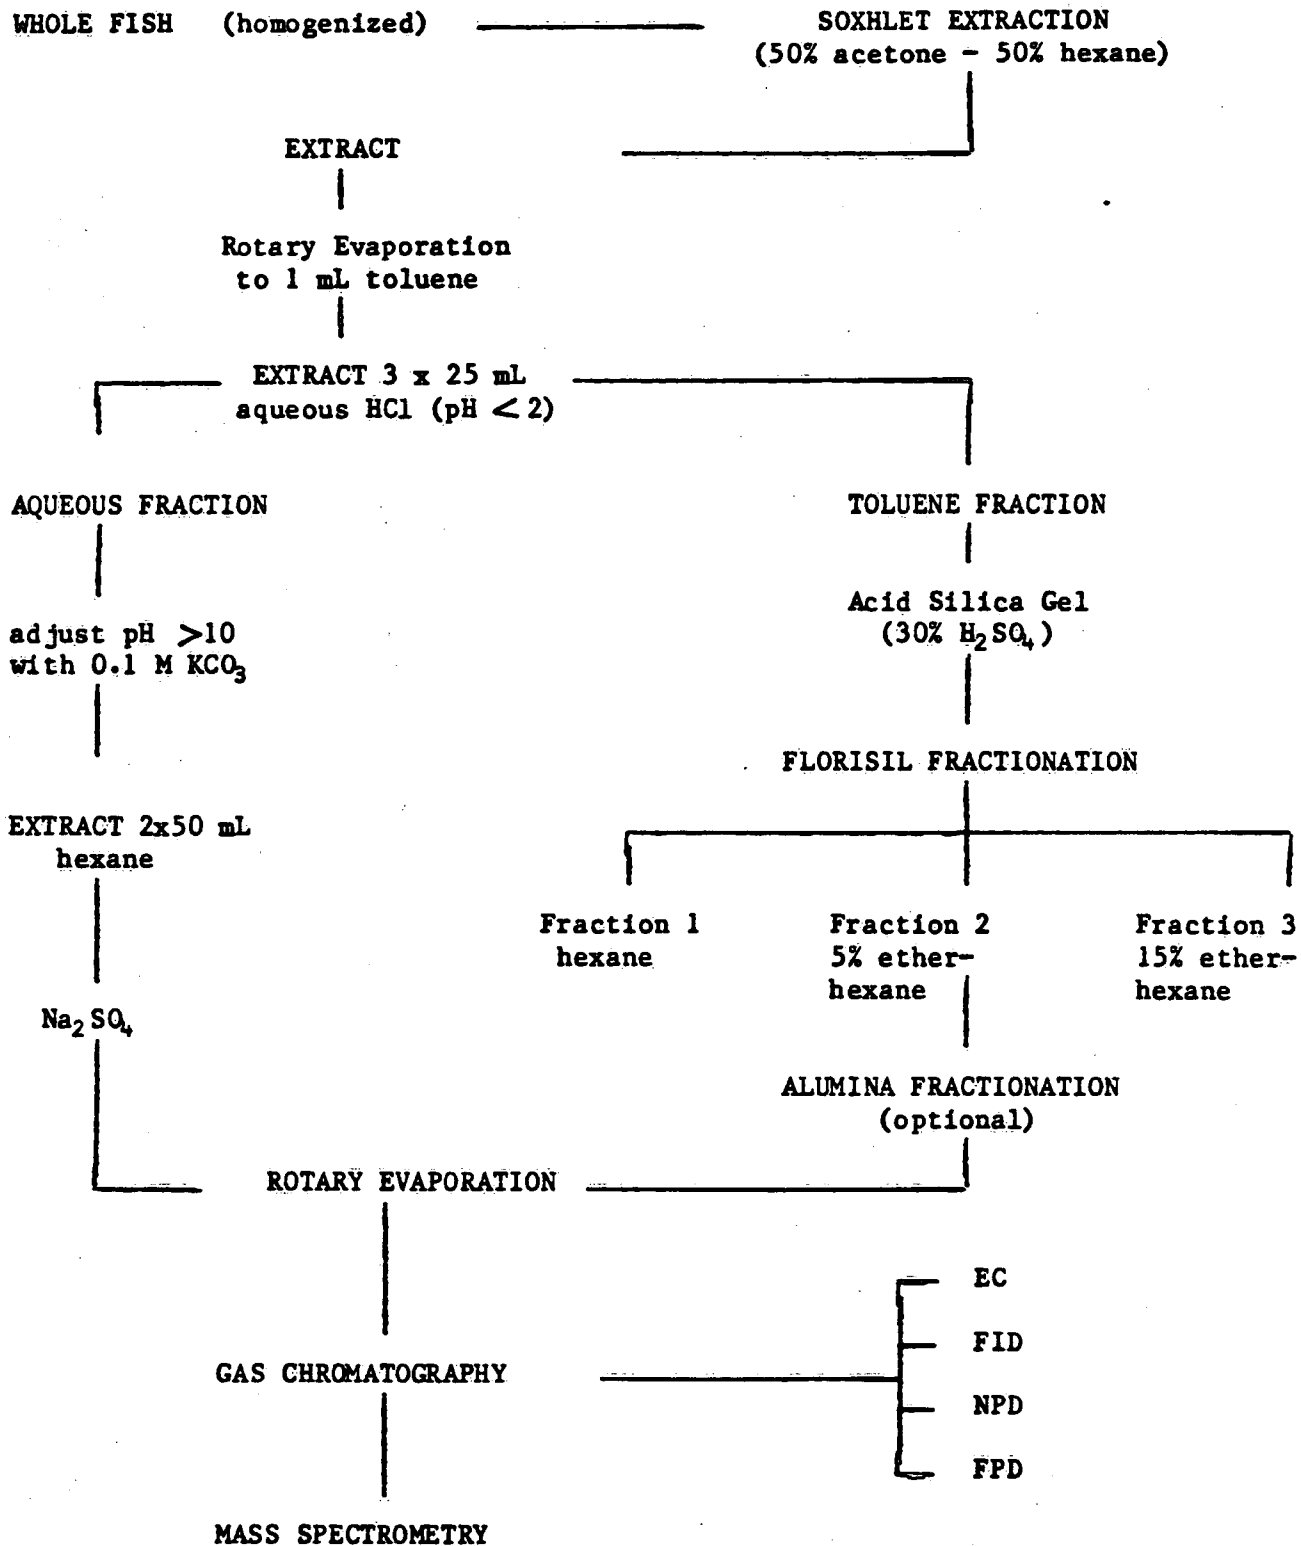 WHOLE FISH (homogenized)
SOXHLET EXTRACTION
(50% acetone - 50% hexane)
EXTRACT
Rotary Evaporation
to 1 mL toluene
EXTRACT 3 x 25 mL
aqueous HCl (pH < 2)
AQUEOUS FRACTION
TOLUENE FRACTION
adjust pH >10
with 0.1 M KCO3
Acid Silica Gel
(30% H2SO4)
FLORISIL FRACTIONATION
EXTRACT 2x50 mL
hexane
Fraction 1
hexane
Fraction 2
5% ether-
hexane
Fraction 3
15% ether-
hexane
Na2SO4
ALUMINA FRACTIONATION
(optional)
ROTARY EVAPORATION
GAS CHROMATOGRAPHY
EC
FID
NPD
FPD
MASS SPECTROMETRY